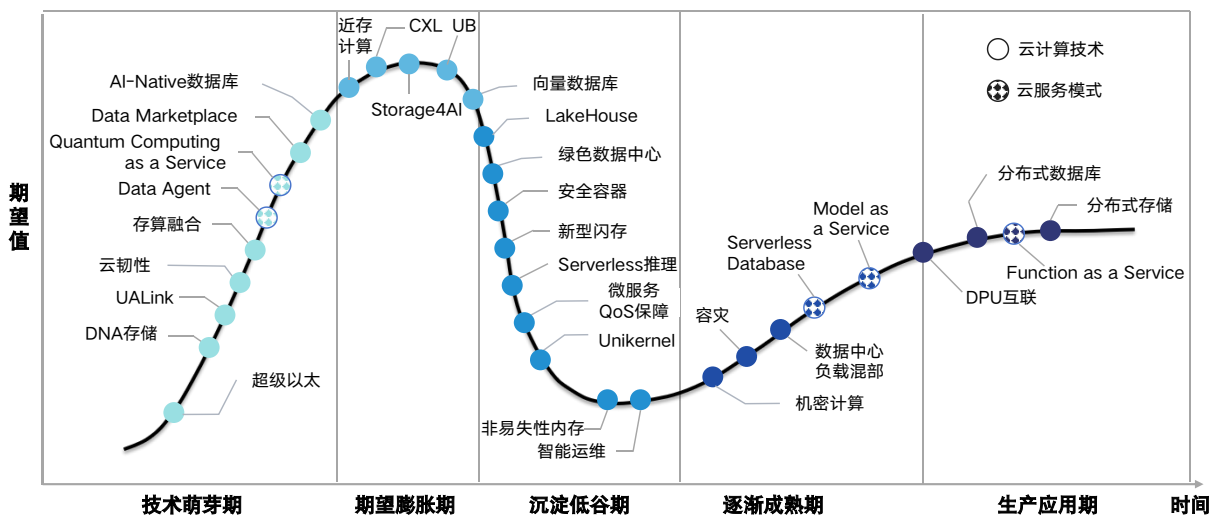 近存
计算
CXL
UB
云计算技术
云服务模式
AI-Native数据库
Data Marketplace
Quantum Computing
as a Service
Data Agent
存算融合
云韧性
UALink
DNA存储
超级以太
Storage4AI
向量数据库
LakeHouse
绿色数据中心
安全容器
新型闪存
Serverless推理
微服务
QoS保障
Unikernel
非易失性内存
智能运维
容灾
数据中心
负载混部
机密计算
Serverless
Database
Model as
a Service
分布式数据库
分布式存储
Function as a Service
DPU互联
期
望
值
技术萌芽期
期望膨胀期
沉淀低谷期
逐渐成熟期
生产应用期
时间